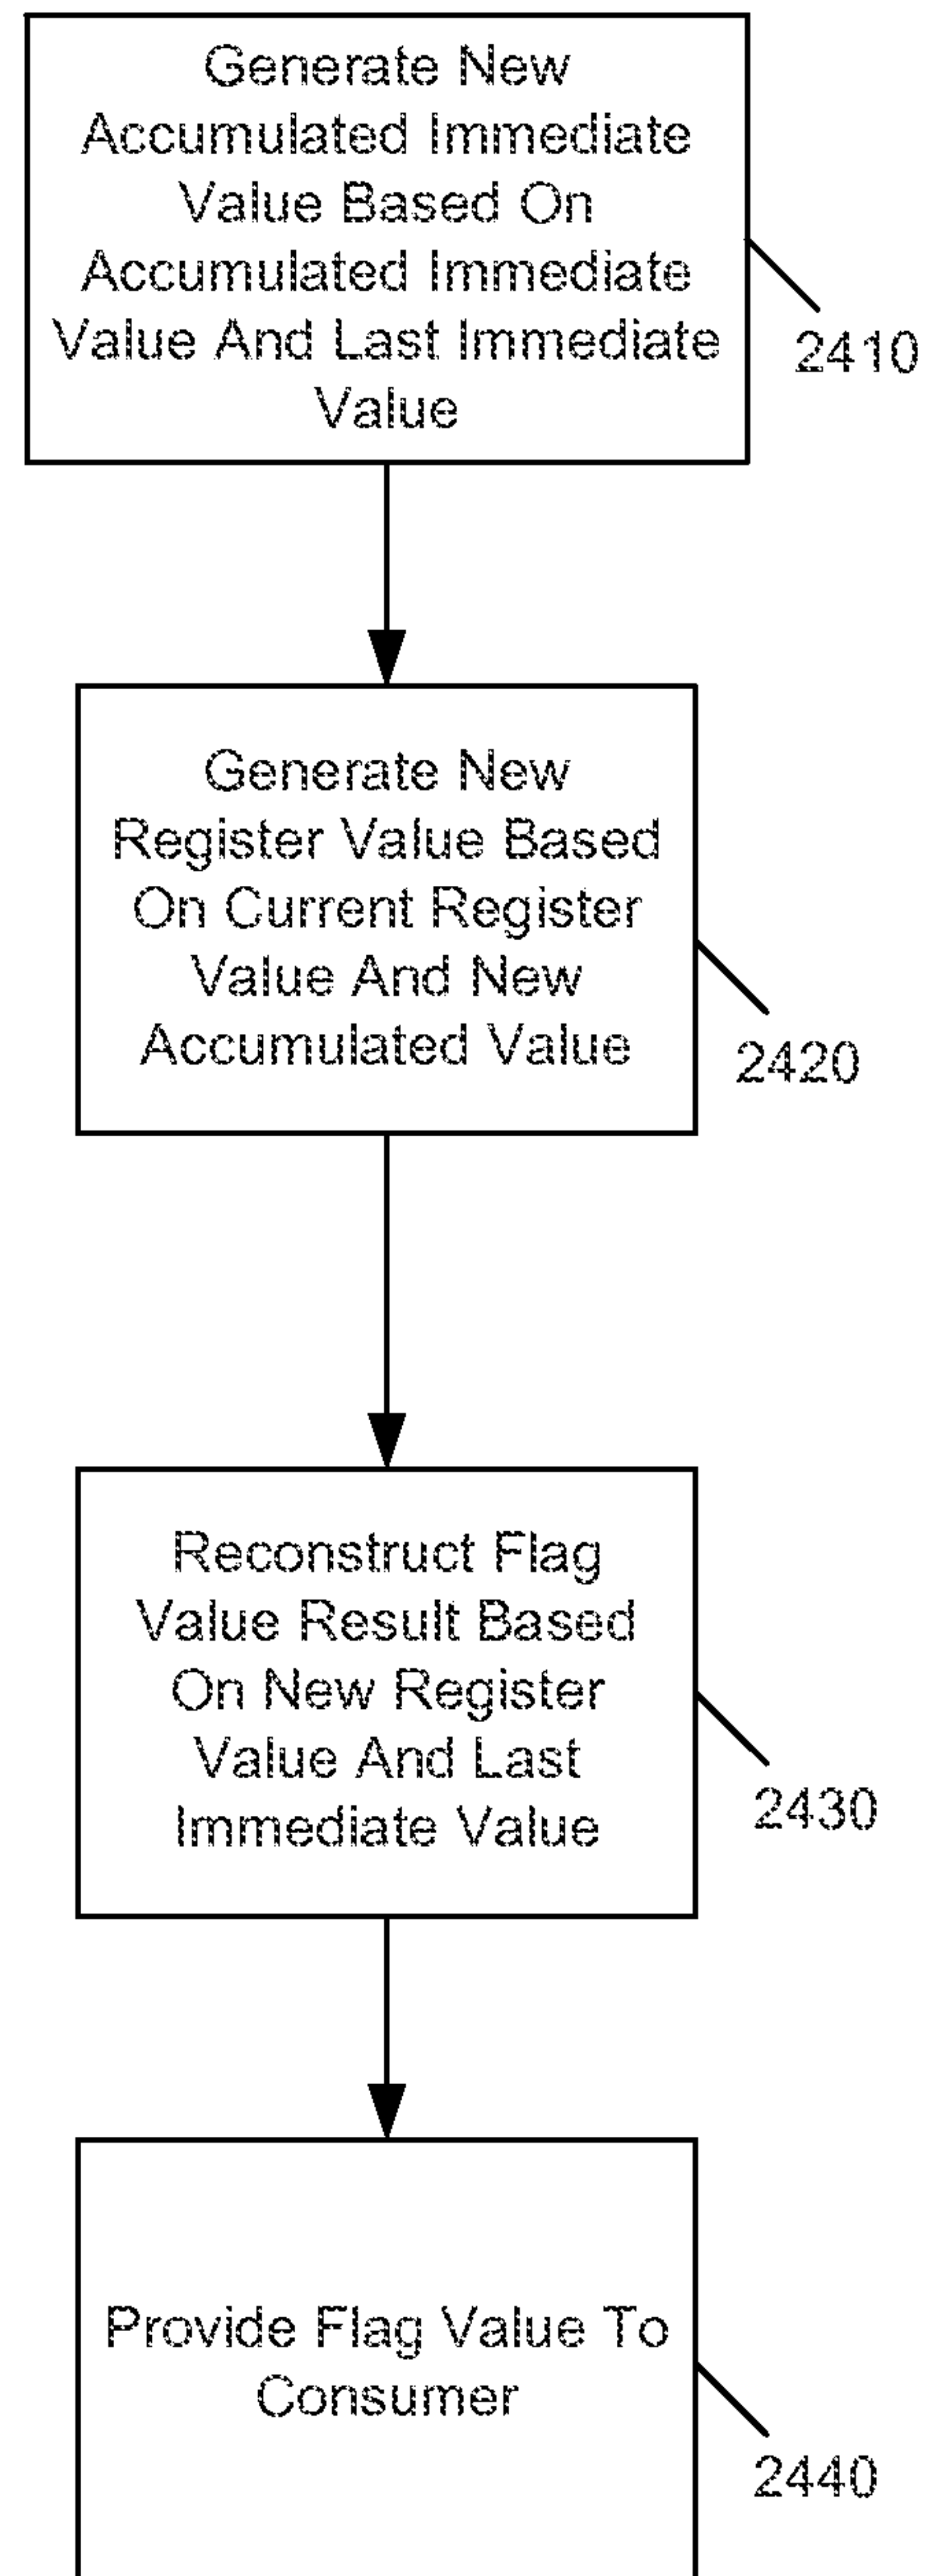 Generate New
Accumulated Immediate
Value Based On
Accumulated Immediate
Value And Last Immediate
Value
2410
Generate New
Register Value Based
On Current Register
Value And New
Accumulated Value
2420
Reconstruct Flag
Value Result Based
On New Register
Value And Last
Immediate Value
2430
Provide Flag Value To
Consumer
2440